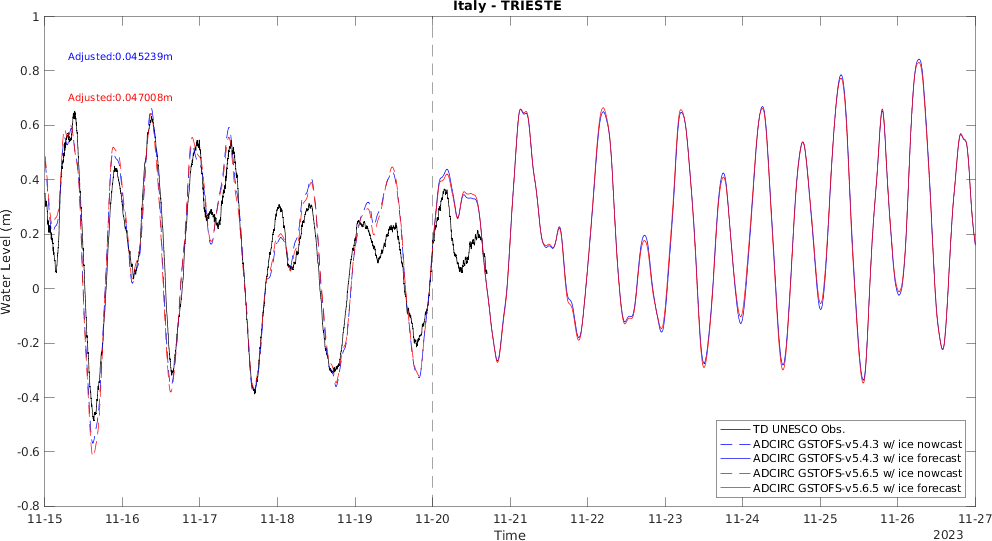 Italy - TRIESTE
Adjusted:0.045239m
Adjusted:0.047008m
Water Level (m)
1
0.8
0.6
0.4
0.2
0
-0.2
-0.4
-0.6
-0.8
TD UNESCO Obs.
ADCIRC GSTOFS-v5.4.3 w/ ice nowcast
ADCIRC GSTOFS-v5.4.3 w/ ice forecast
ADCIRC GSTOFS-v5.6.5 w/ ice nowcast
ADCIRC GSTOFS-v5.6.5 w/ ice forecast
11-15 11-16 11-17 11-18 11-19 11-20 11-21 11-22 11-23 11-24 11-25 11-26 11-27
Time
2023